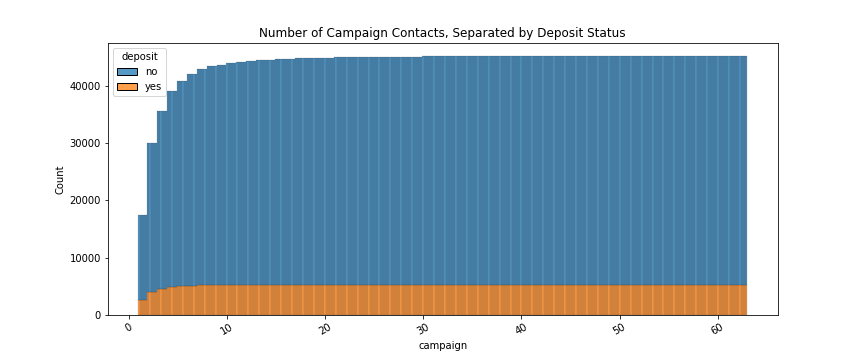 Number of Campaign Contacts, Separated by Deposit Status
deposit
no
yes
Count
40000
30000
20000
10000
0
0
10
20
30
40
50
60
campaign